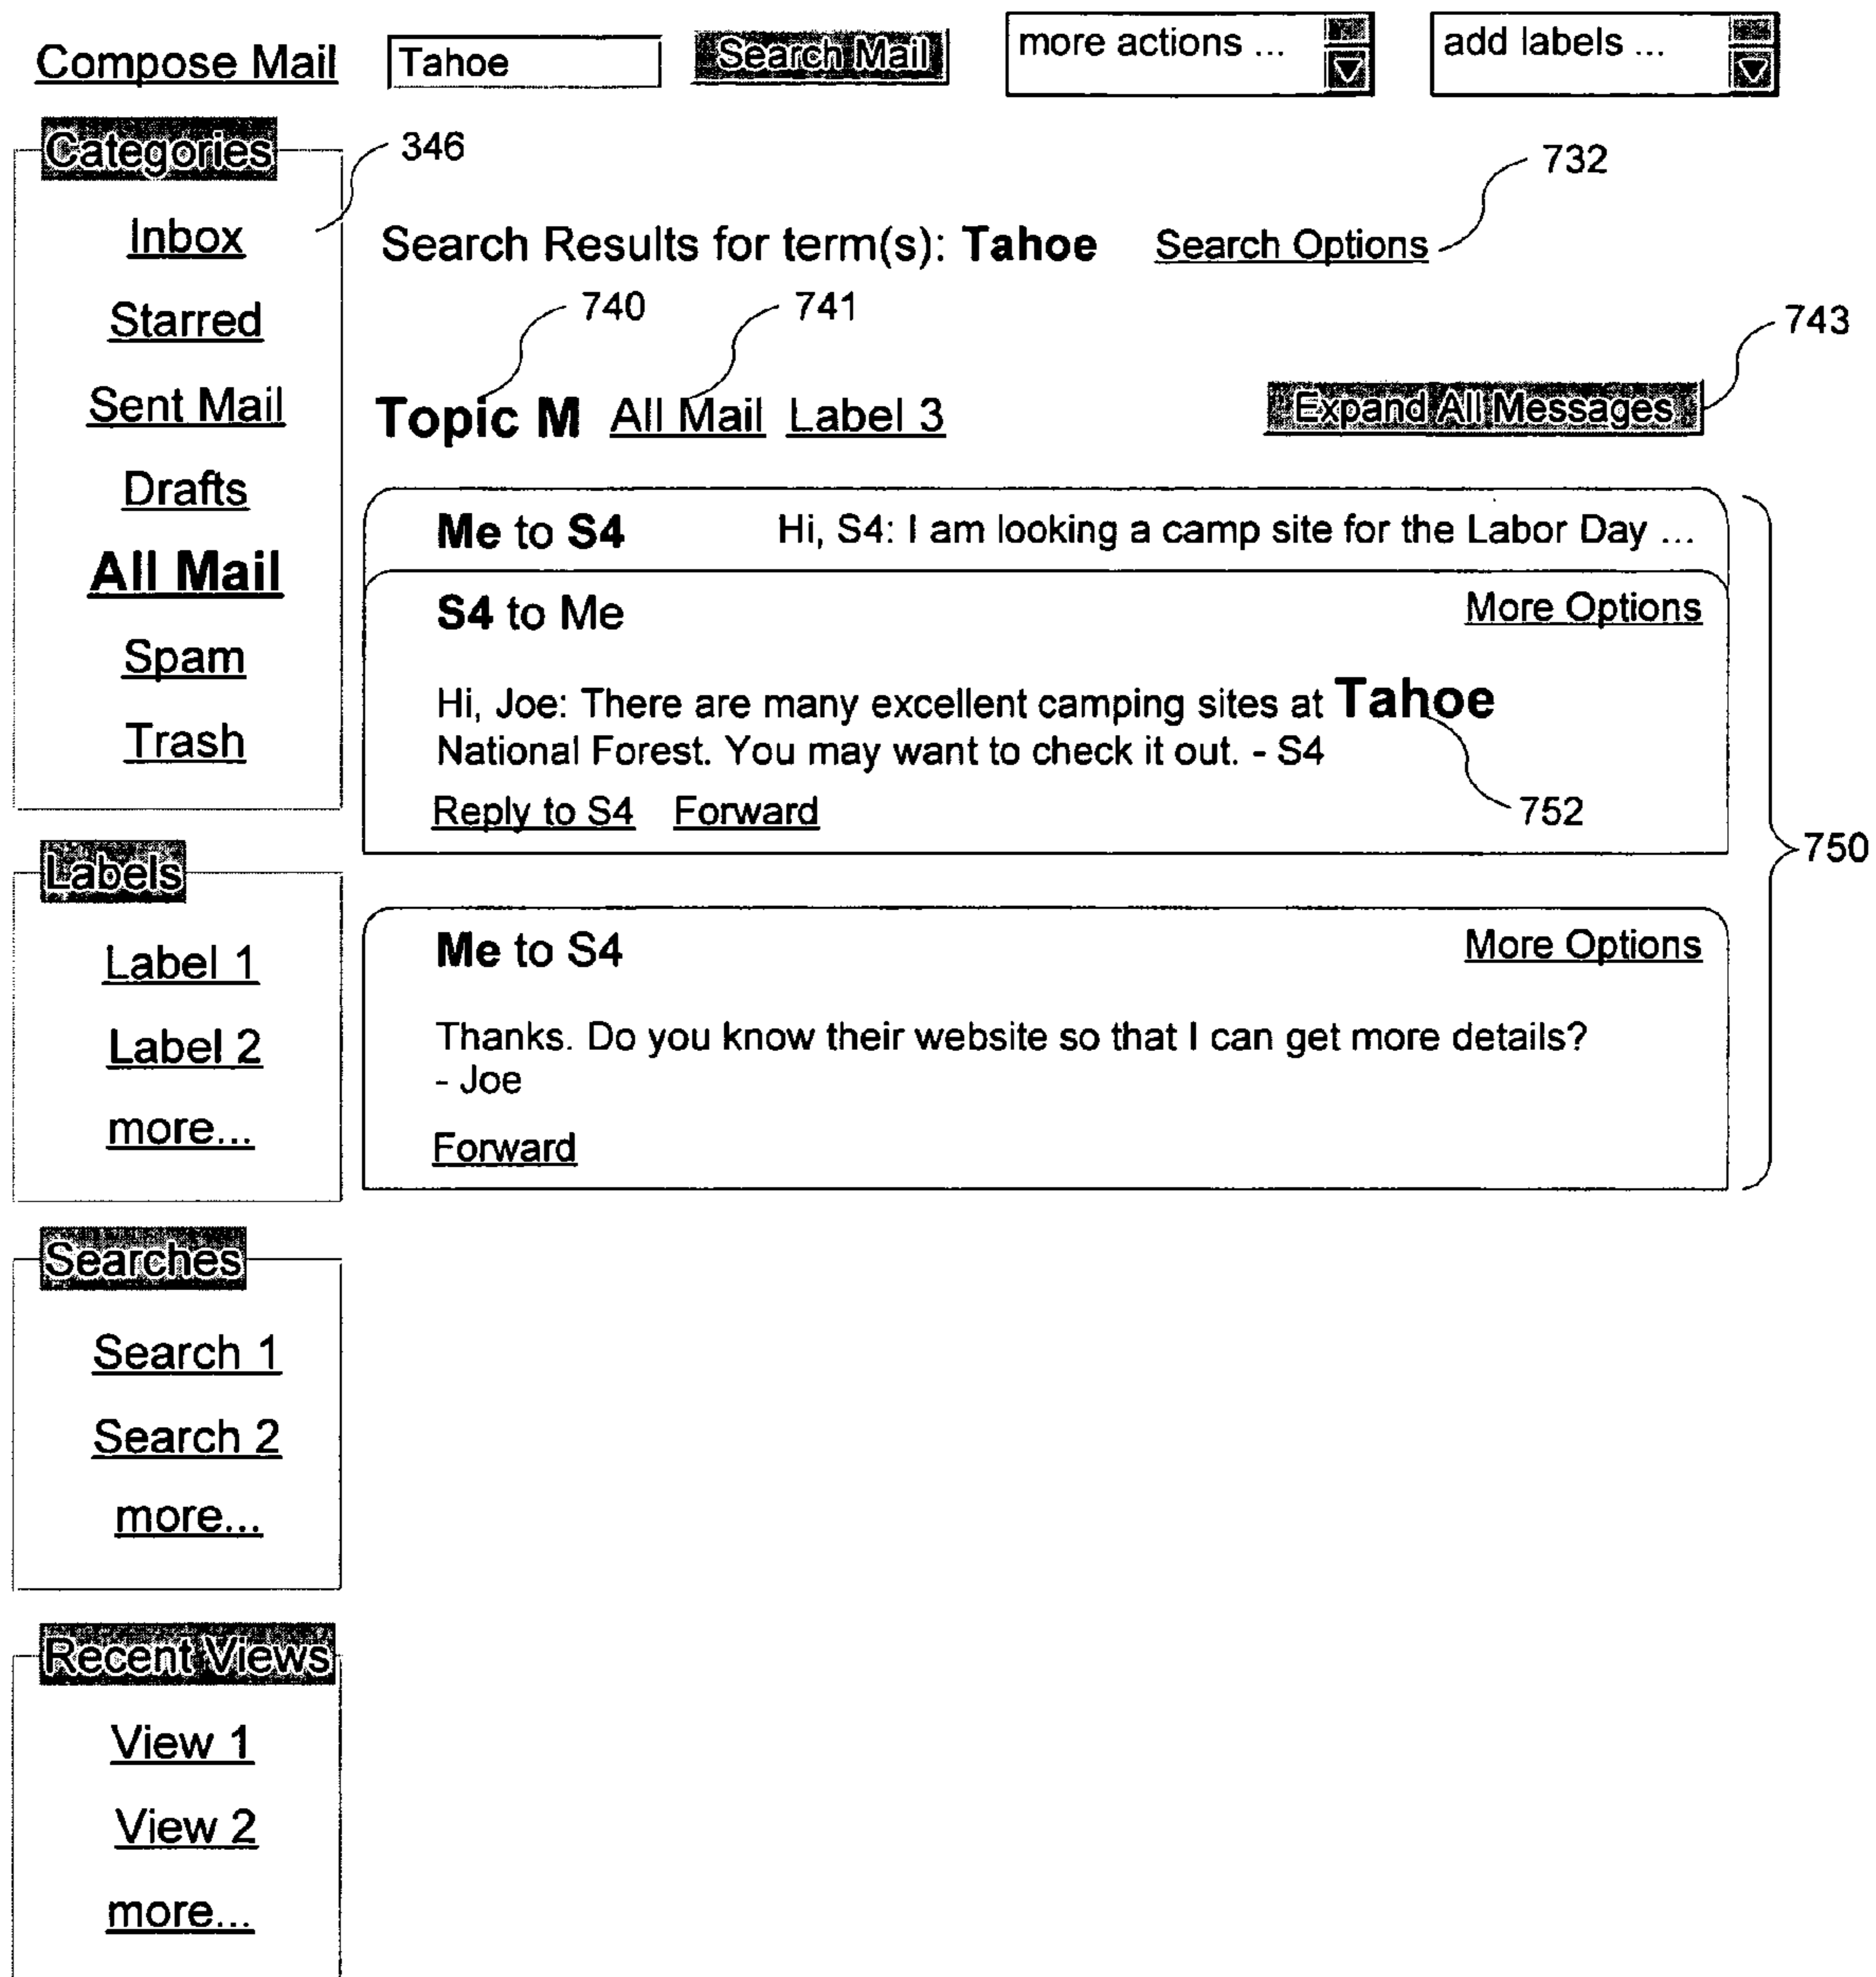 Compose Mail Tahoe Search Mail more actions ... add labels ...
Categories
346
Inbox
Starred
Sent Mail
Drafts
All Mail
Spam
Trash
Labels
Label 1
Label 2
more...
Searches
Search 1
Search 2
more...
Recent Views
View 1
View 2
more...
732
Search Results for term(s): Tahoe Search Options
740 741
743
Topic M All Mail Label 3 Expand All Messages
Me to S4 Hi, S4: I am looking a camp site for the Labor Day ...
S4 to Me More Options
Hi, Joe: There are many excellent camping sites at Tahoe
National Forest. You may want to check it out. - S4
Reply to S4 Forward 752
750
Me to S4 More Options
Thanks. Do you know their website so that I can get more details?
- Joe
Forward